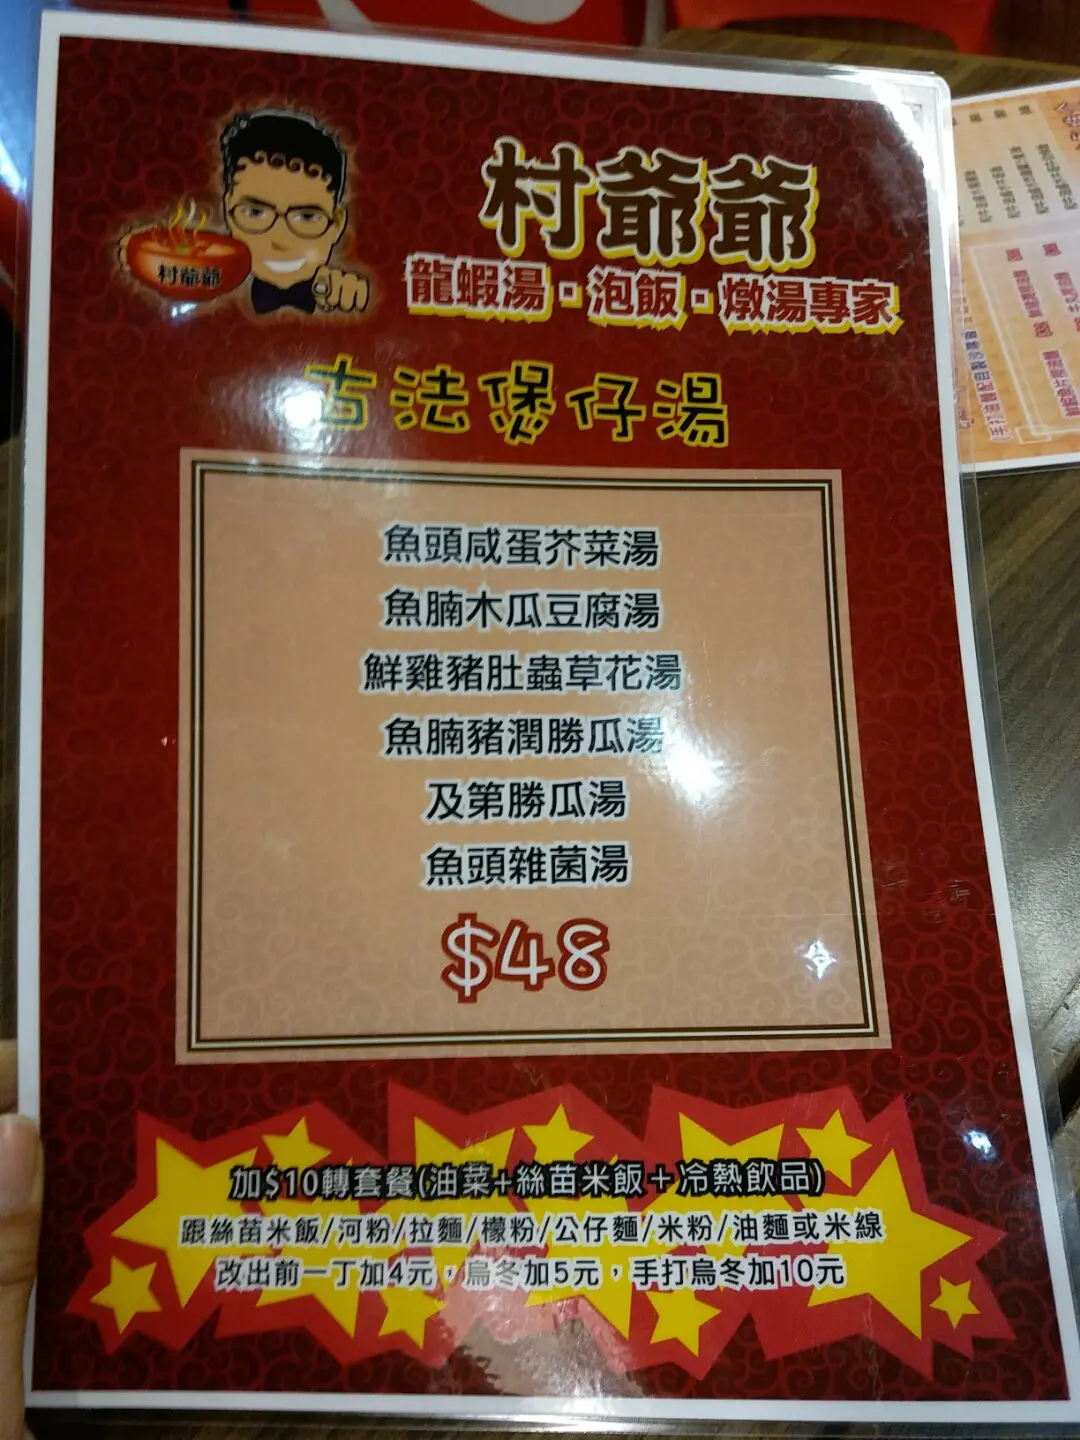 村爺爺
村爺爺
龍蝦湯·泡飯·燉湯專家
古法煲仔湯
魚頭咸蛋芥菜湯
魚腩木瓜豆腐湯
鮮雞豬肚蟲草花湯
魚腩豬潤勝瓜湯
及第勝瓜湯
魚頭雜菌湯
$48
加$10轉套餐(油菜+絲苗米飯+冷熱飲品)
跟絲苗米飯/河粉/拉麵/檬粉/公仔麵/米粉/油麵或米線
改出前一丁加4元，烏冬加5元，手打烏冬加10元